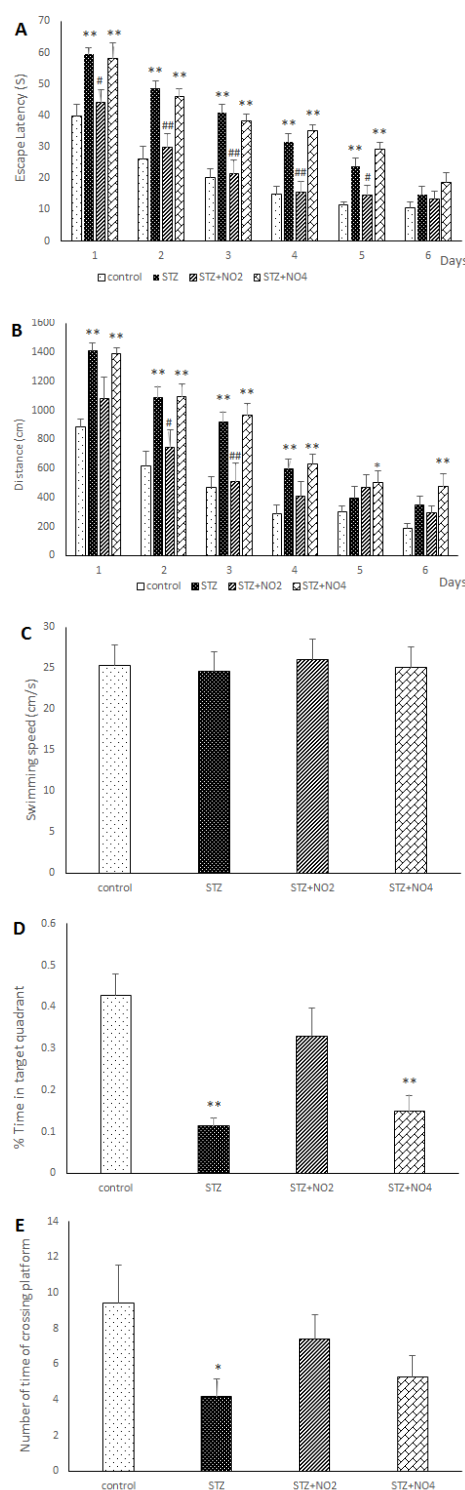 A
Escape Latency (S)
70
60
50
40
30
20
10
0
** ** ** ** ** ** ** ** ** **
# ## ## ## #
1 2 3 4 5 6 Days
control STZ STZ+NO2 STZ+NO4
B
Distance (cm)
1600
1400
1200
1000
800
600
400
200
0
** ** ** ** ** ** ** ** * **
# ##
1 2 3 4 5 6 Days
control STZ STZ+NO2 STZ+NO4
C
Swimming speed (cm/s)
30
25
20
15
10
5
0
control STZ STZ+NO2 STZ+NO4
D
% Time in target quadrant
0.6
0.5
0.4
0.3
0.2
0.1
0
** **
control STZ STZ+NO2 STZ+NO4
E
Number of time of crossing platform
14
12
10
8
6
4
2
0
*
control STZ STZ+NO2 STZ+NO4